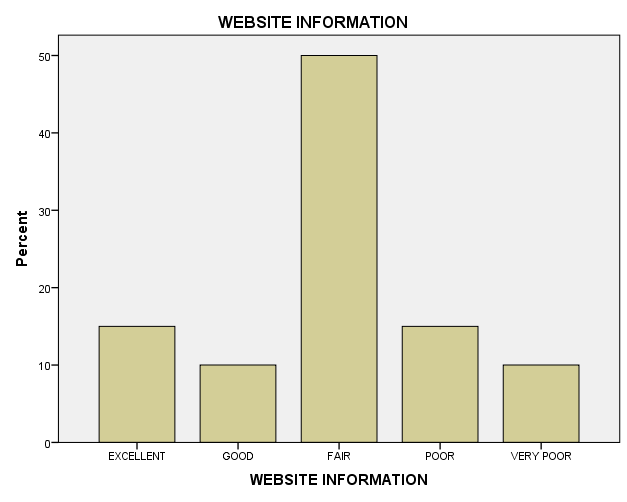 WEBSITE INFORMATION
Percent
50
40
30
20
10
0
EXCELLENT GOOD FAIR POOR VERY POOR
WEBSITE INFORMATION